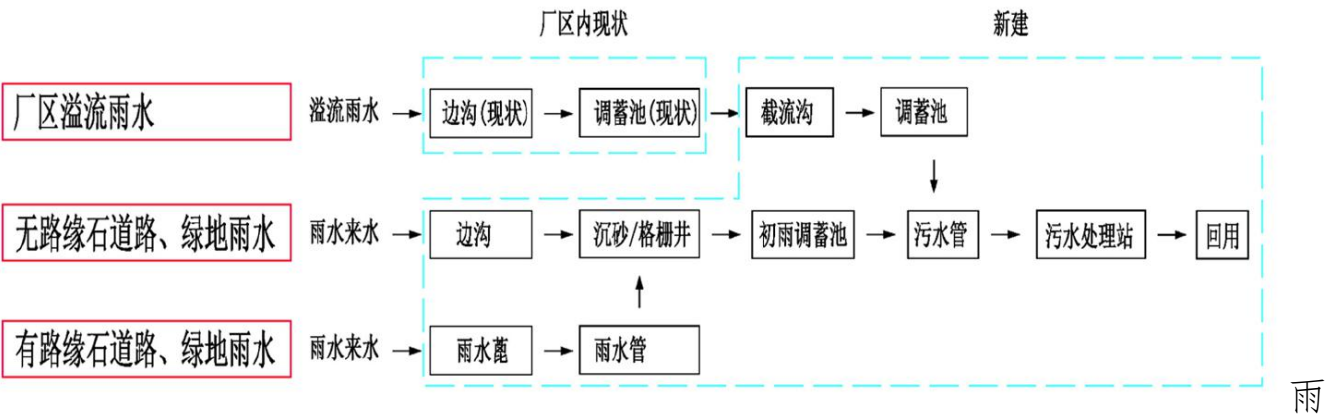 厂区内现状 新建
厂区溢流雨水 溢流雨水 边沟(现状) 调蓄池(现状) 截流沟 调蓄池
无路缘石道路、绿地雨水 雨水来水 边沟 沉砂/格栅井 初雨调蓄池 污水管 污水处理站 回用
有路缘石道路、绿地雨水 雨水来水 雨水蓖 雨水管
雨